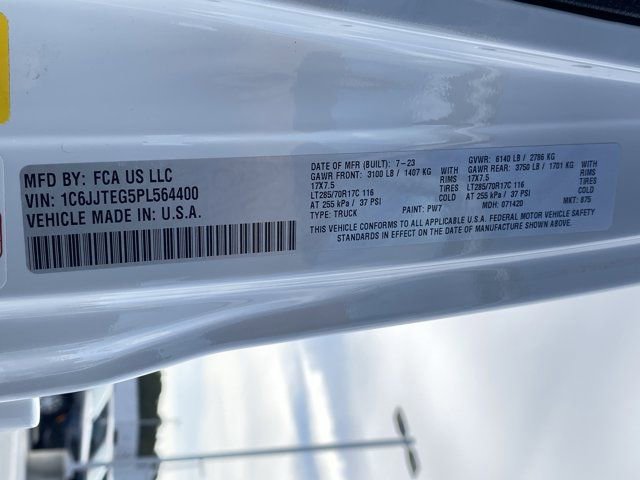 MFD BY: FCA US LLC
VIN: 1C6JJTEG5PL564400
VEHICLE MADE IN: U.S.A.
DATE OF MFR (BUILT): 7-23 GVWR: 6140 LB / 2786 KG
GAWR FRONT: 3100 LB / 1407 KG WITH GAWR REAR: 3750 LB / 1701 KG WITH
17X7.5 RIMS 17X7.5 RIMS
LT285/70R17C 116 TIRES LT285/70R17C 116 TIRES
AT 255 kPa / 37 PSI COLD AT 255 kPa / 37 PSI COLD
TYPE: TRUCK PAINT: PW7 MDH: 071420 MKT: 875
THIS VEHICLE CONFORMS TO ALL APPLICABLE U.S.A. FEDERAL MOTOR VEHICLE SAFETY
STANDARDS IN EFFECT ON THE DATE OF MANUFACTURE SHOWN ABOVE.